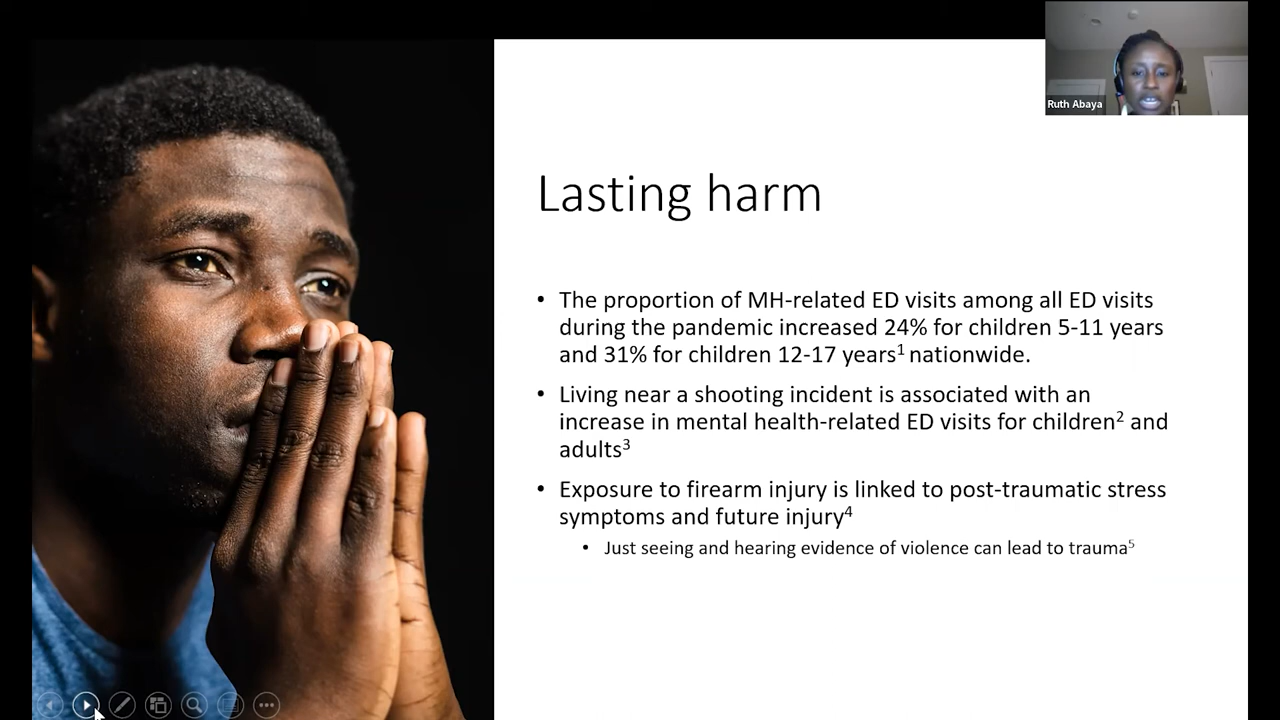 Ruth Abaya
Lasting harm
• The proportion of MH-related ED visits among all ED visits
during the pandemic increased 24% for children 5-11 years
and 31% for children 12-17 years¹ nationwide.
• Living near a shooting incident is associated with an
increase in mental health-related ED visits for children² and
adults³
• Exposure to firearm injury is linked to post-traumatic stress
symptoms and future injury⁴
• Just seeing and hearing evidence of violence can lead to trauma⁵